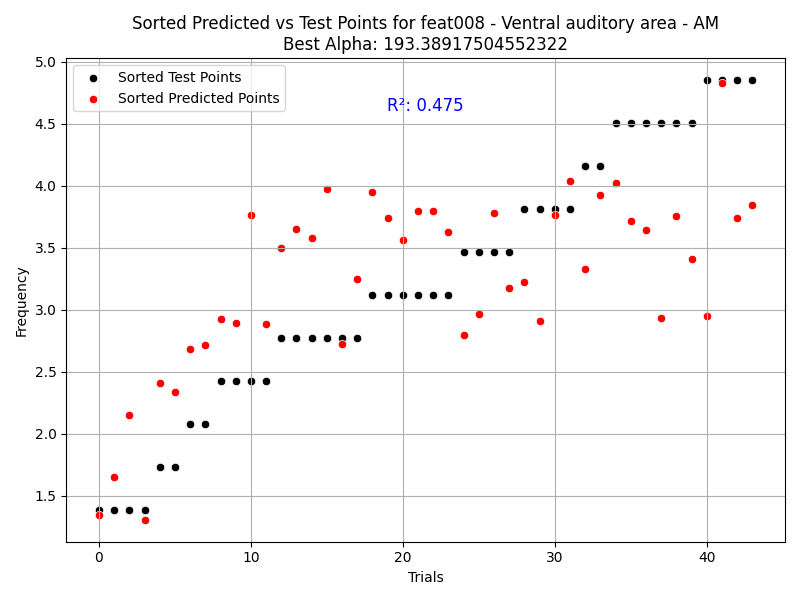 Sorted Predicted vs Test Points for feat008 - Ventral auditory area - AM
Best Alpha: 193.38917504552322
Sorted Test Points
Sorted Predicted Points
R²: 0.475
5.0
4.5
4.0
3.5
3.0
2.5
2.0
1.5
Frequency
0
10
20
30
40
Trials